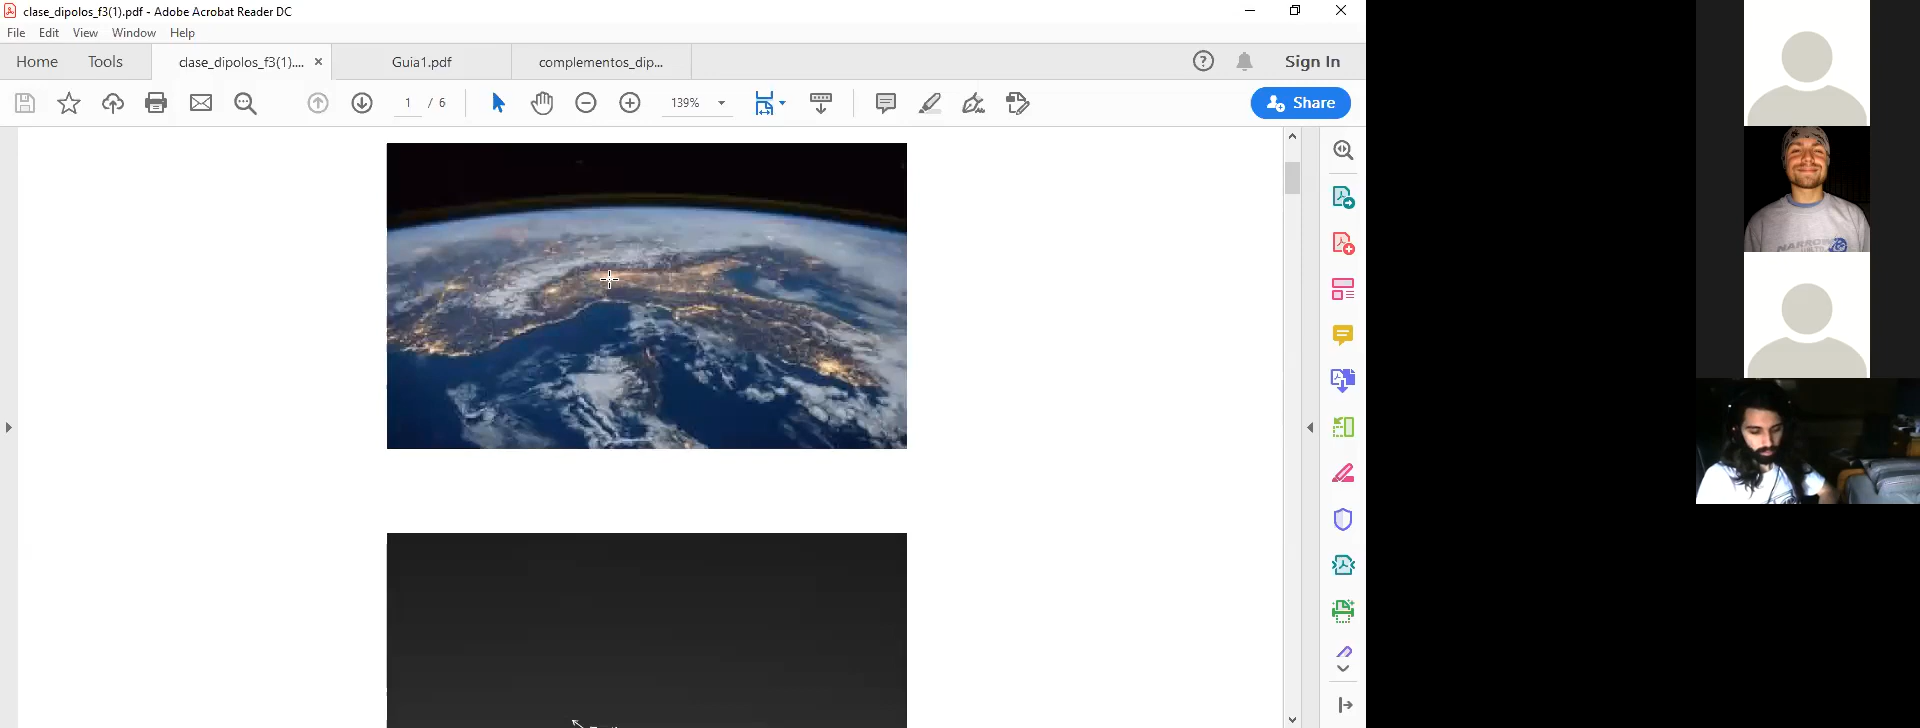 clase_dipolos_f3(1).pdf - Adobe Acrobat Reader DC
File Edit View Window Help
Home Tools clase_dipolos_f3(1).... × Guia1.pdf complementos_dip... Sign In
1 / 6 139% Share
NARROW